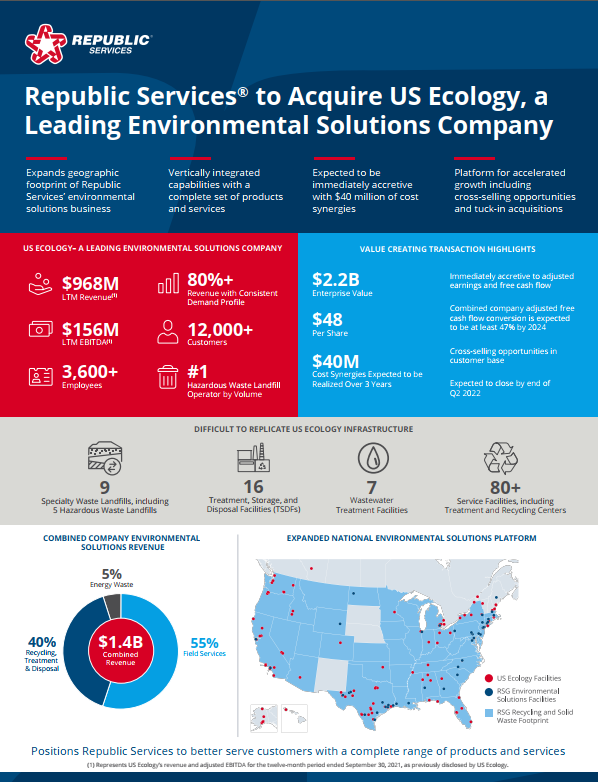 REPUBLIC®
SERVICES
Republic Services® to Acquire US Ecology, a
Leading Environmental Solutions Company
Expands geographic
footprint of Republic
Services' environmental
solutions business
Vertically integrated
capabilities with a
complete set of products
and services
Expected to be
immediately accretive
with $40 million of cost
synergies
Platform for accelerated
growth including
cross-selling opportunities
and tuck-in acquisitions
US ECOLOGY– A LEADING ENVIRONMENTAL SOLUTIONS COMPANY
$968M
LTM Revenue(1)
80%+
Revenue with Consistent
Demand Profile
$156M
LTM EBITDA(1)
12,000+
Customers
3,600+
Employees
#1
Hazardous Waste Landfill
Operator by Volume
VALUE CREATING TRANSACTION HIGHLIGHTS
$2.2B
Enterprise Value
$48
Per Share
$40M
Cost Synergies Expected to be
Realized Over 3 Years
Immediately accretive to adjusted
earnings and free cash flow
Combined company adjusted free
cash flow conversion is expected
to be at least 47% by 2024
Cross-selling opportunities in
customer base
Expected to close by end of
Q2 2022
DIFFICULT TO REPLICATE US ECOLOGY INFRASTRUCTURE
9
Specialty Waste Landfills, including
5 Hazardous Waste Landfills
16
Treatment, Storage, and
Disposal Facilities (TSDFs)
7
Wastewater
Treatment Facilities
80+
Service Facilities, including
Treatment and Recycling Centers
COMBINED COMPANY ENVIRONMENTAL
SOLUTIONS REVENUE
5%
Energy Waste
40%
Recycling,
Treatment
& Disposal
$1.4B
Combined
Revenue
55%
Field Services
EXPANDED NATIONAL ENVIRONMENTAL SOLUTIONS PLATFORM
US Ecology Facilities
RSG Environmental
Solutions Facilities
RSG Recycling and Solid
Waste Footprint
Positions Republic Services to better serve customers with a complete range of products and services
(1) Represents US Ecology's revenue and adjusted EBITDA for the twelve-month period ended September 30, 2021, as previously disclosed by US Ecology.